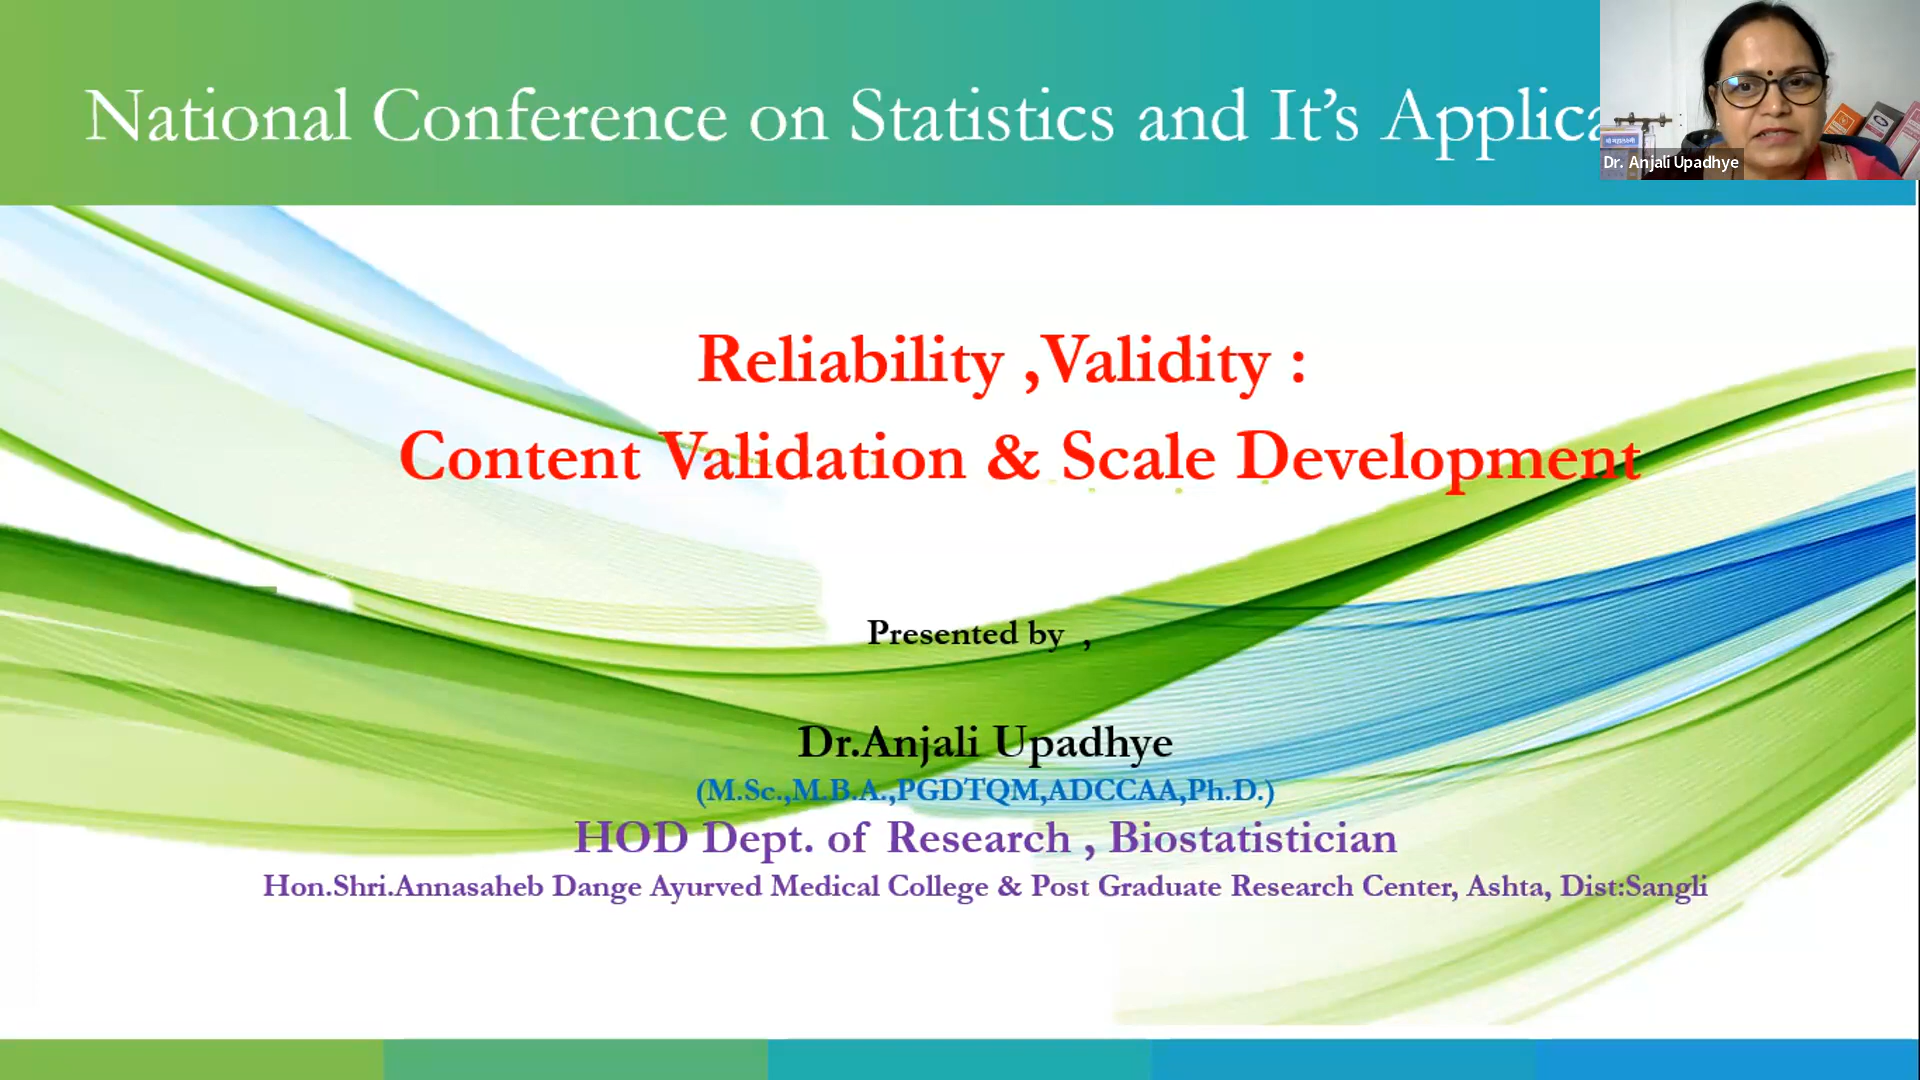 National Conference on Statistics and It's Applica
Dr. Anjali Upadhye
Reliability ,Validity :
Content Validation & Scale Development
Presented by ,
Dr.Anjali Upadhye
(M.Sc.,M.B.A.,PGDTQM,ADCCAA,Ph.D.)
HOD Dept. of Research , Biostatistician
Hon.Shri.Annasaheb Dange Ayurved Medical College & Post Graduate Research Center, Ashta, Dist:Sangli